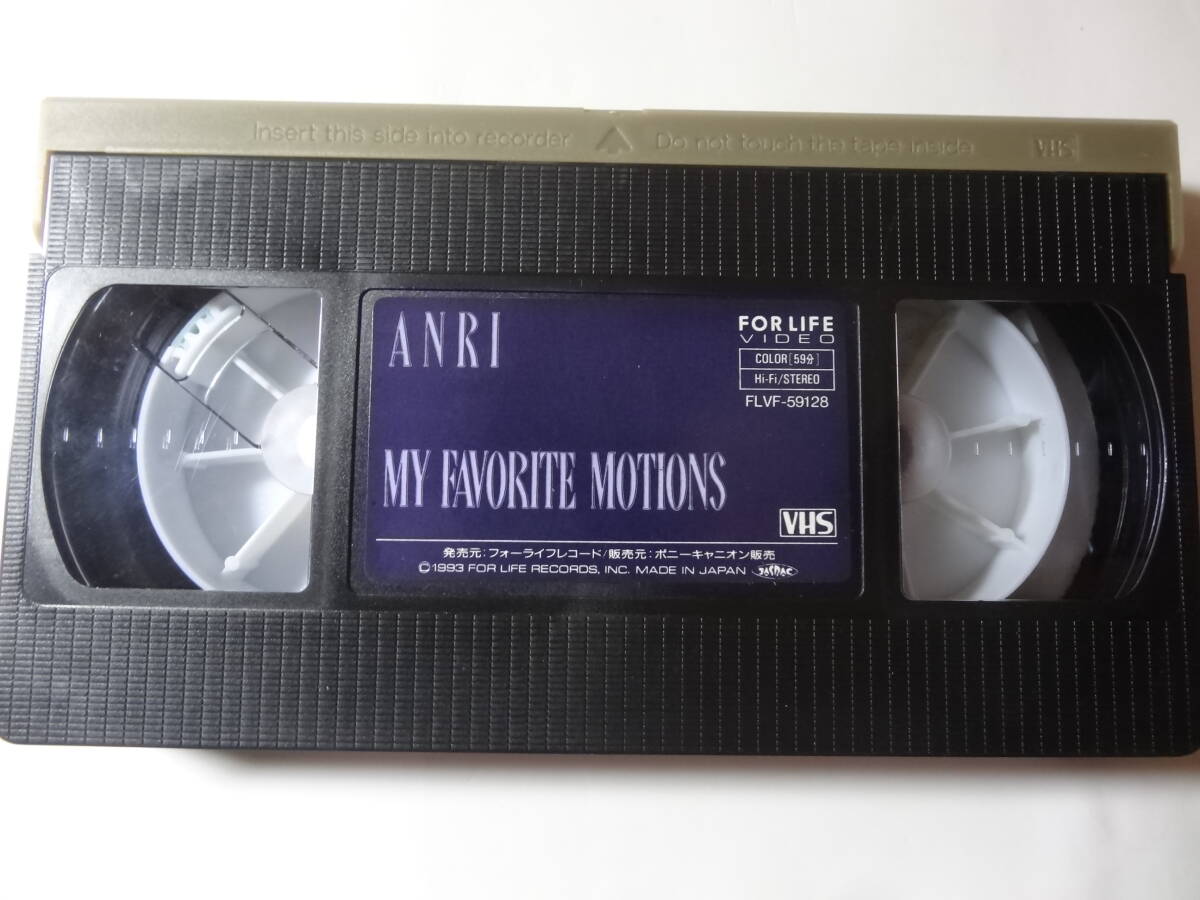 Insert this side into recorder Do not touch the tape inside VHS
ANRI
FOR LIFE
VIDEO
COLOR[59分]
Hi-Fi/STEREO
FLVF-59128
MY FAVORITE MOTIONS
VHS
発売元:フォーライフレコード/販売元:ポニーキャニオン販売
©1993 FOR LIFE RECORDS, INC. MADE IN JAPAN JASRAC